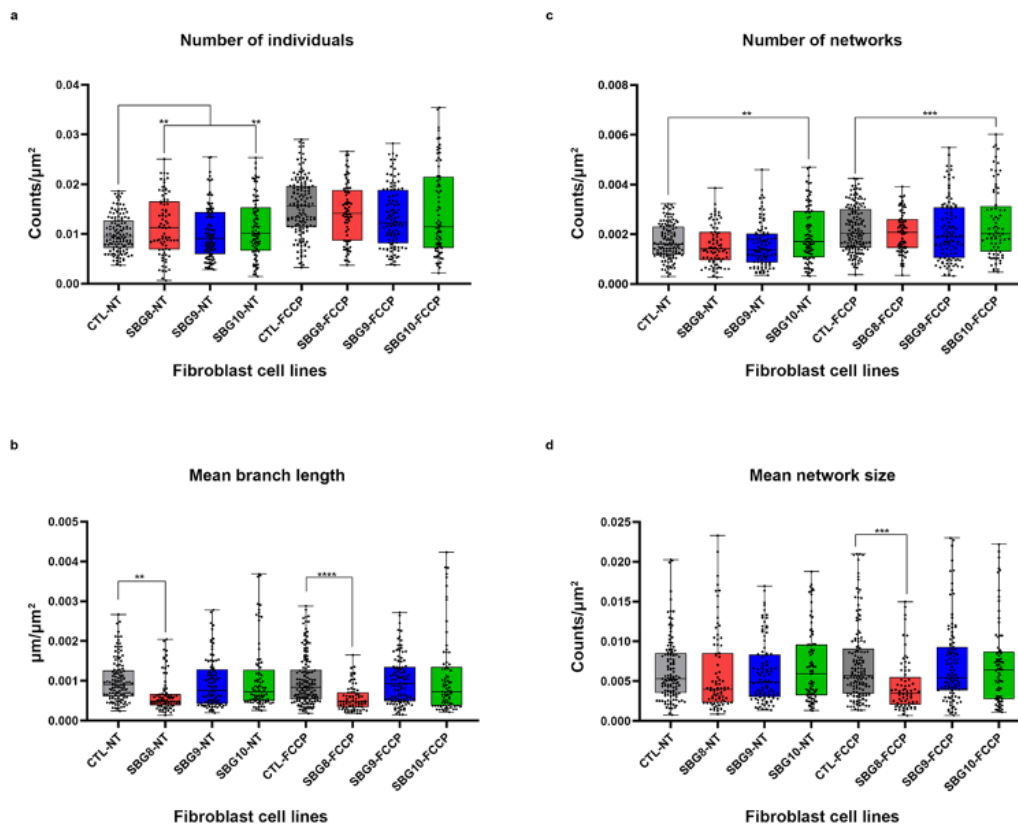 a
Number of individuals
Counts/µm²
0.04
0.03
0.02
0.01
0.00
** **
CTL-NT
SBG8-NT
SBG9-NT
SBG10-NT
CTL-FCCP
SBG8-FCCP
SBG9-FCCP
SBG10-FCCP
Fibroblast cell lines
c
Number of networks
Counts/µm²
0.008
0.006
0.004
0.002
0.000
** ***
CTL-NT
SBG8-NT
SBG9-NT
SBG10-NT
CTL-FCCP
SBG8-FCCP
SBG9-FCCP
SBG10-FCCP
Fibroblast cell lines
b
Mean branch length
µm/µm²
0.005
0.004
0.003
0.002
0.001
0.000
** ****
CTL-NT
SBG8-NT
SBG9-NT
SBG10-NT
CTL-FCCP
SBG8-FCCP
SBG9-FCCP
SBG10-FCCP
Fibroblast cell lines
d
Mean network size
Counts/µm²
0.025
0.020
0.015
0.010
0.005
0.000
***
CTL-NT
SBG8-NT
SBG9-NT
SBG10-NT
CTL-FCCP
SBG8-FCCP
SBG9-FCCP
SBG10-FCCP
Fibroblast cell lines